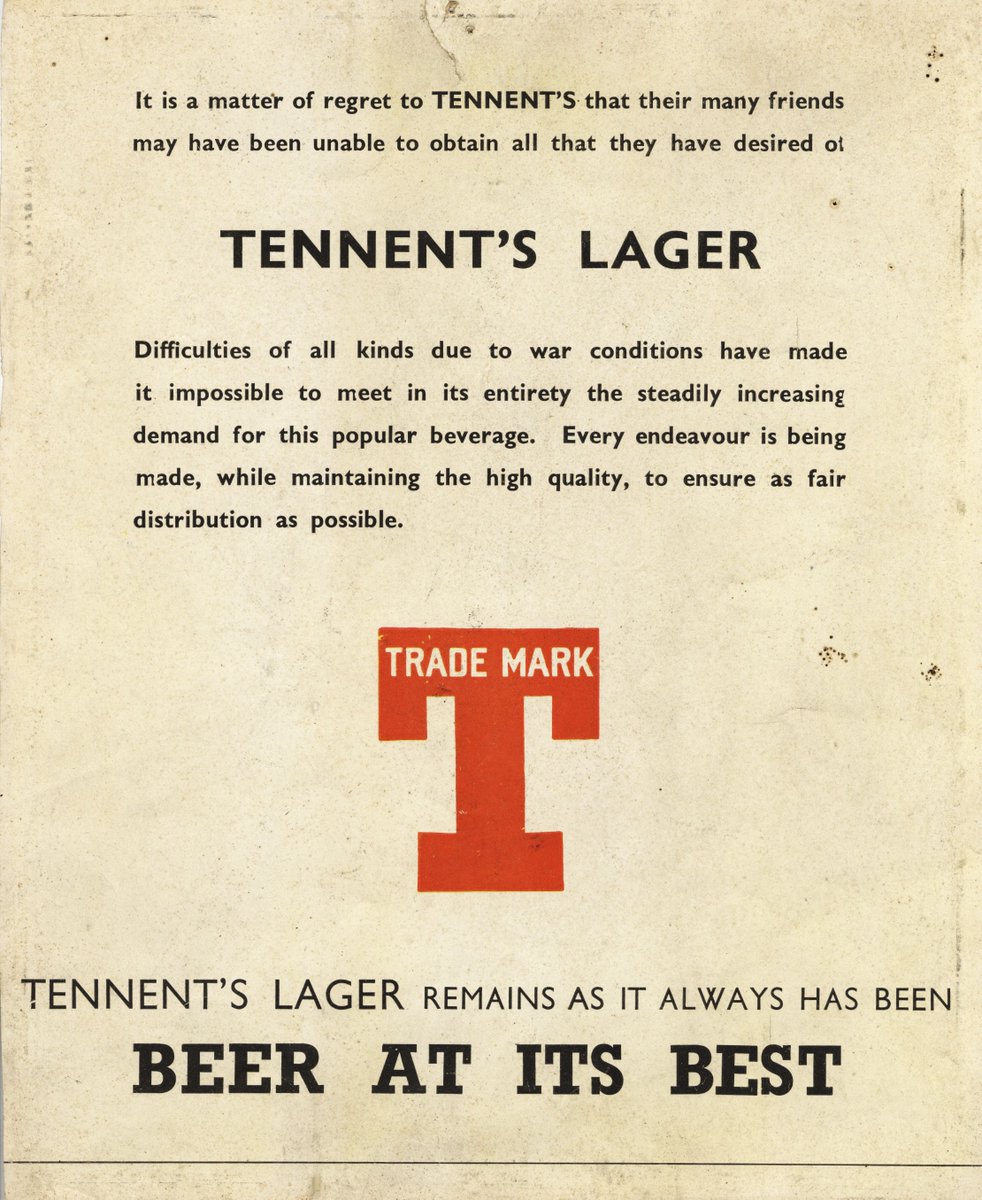 It is a matter of regret to TENNENT'S that their many friends
may have been unable to obtain all that they have desired of
TENNENT'S LAGER
Difficulties of all kinds due to war conditions have made
it impossible to meet in its entirety the steadily increasing
demand for this popular beverage. Every endeavour is being
made, while maintaining the high quality, to ensure as fair
distribution as possible.
TRADE MARK
T
TENNENT'S LAGER REMAINS AS IT ALWAYS HAS BEEN
BEER AT ITS BEST